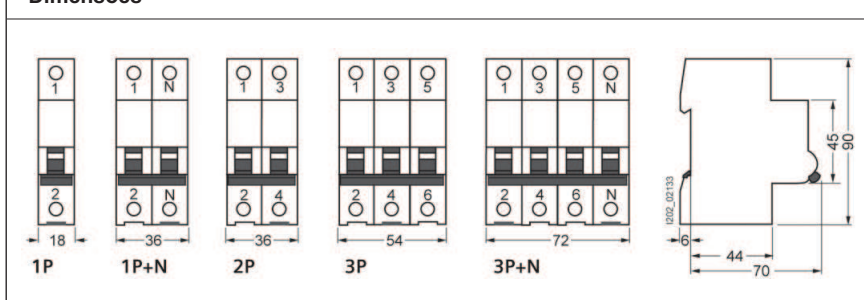 Dimensões
1 1 N 1 3 1 3 5 1 3 5 N
2 2 N 2 4 2 4 6 2 4 6 N
18 36 36 54 72
1P 1P+N 2P 3P 3P+N
I202_02133
6
44
70
45
90